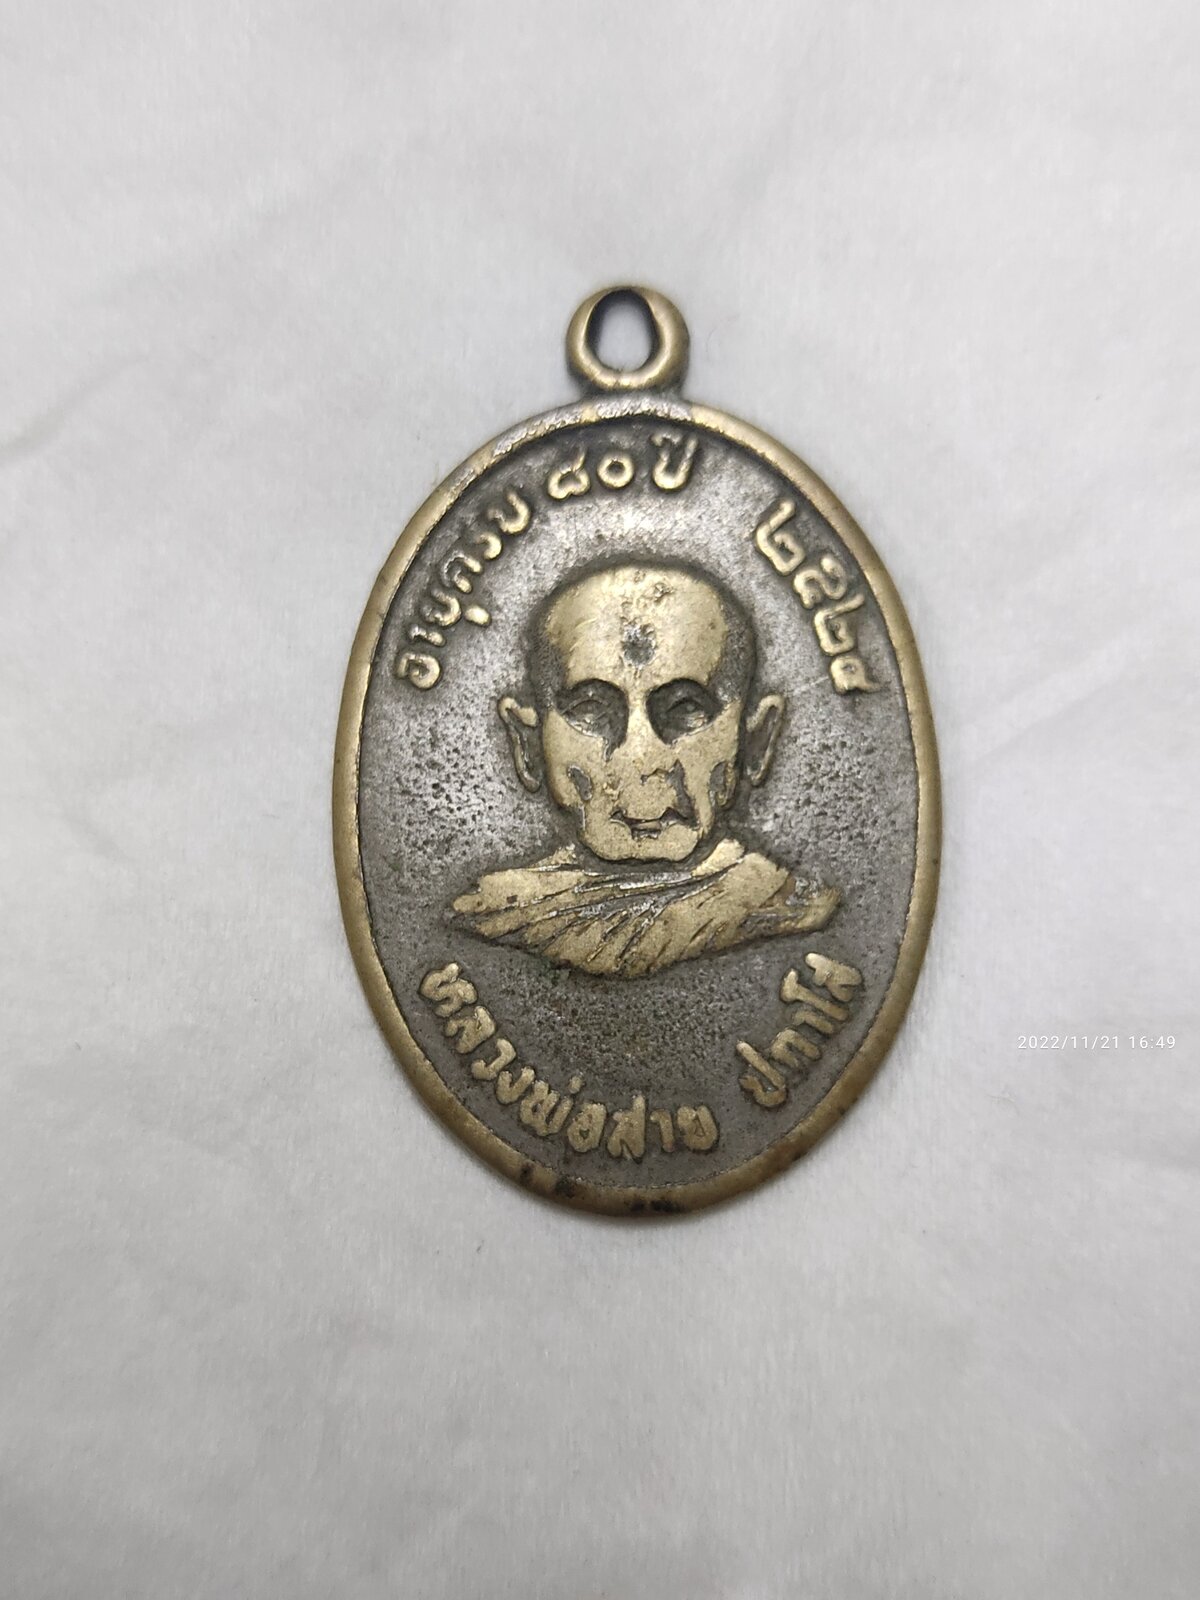 อายุครบ ๘๐ ปี ๒๕๒๔
หลวงพ่อสาย ปภาโส
2022/11/21 16:49